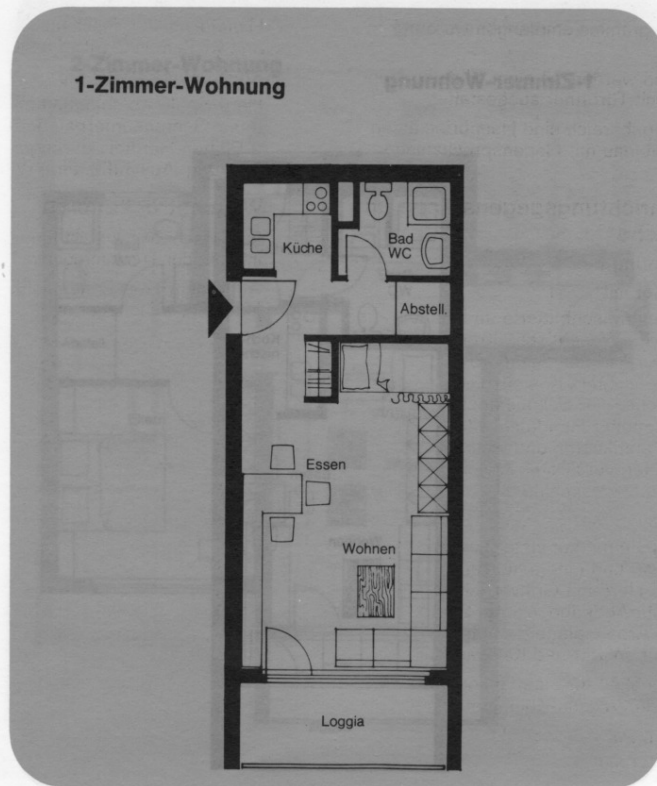 1-Zimmer-Wohnung
Küche
Bad
WC
Abstell.
Essen
Wohnen
Loggia